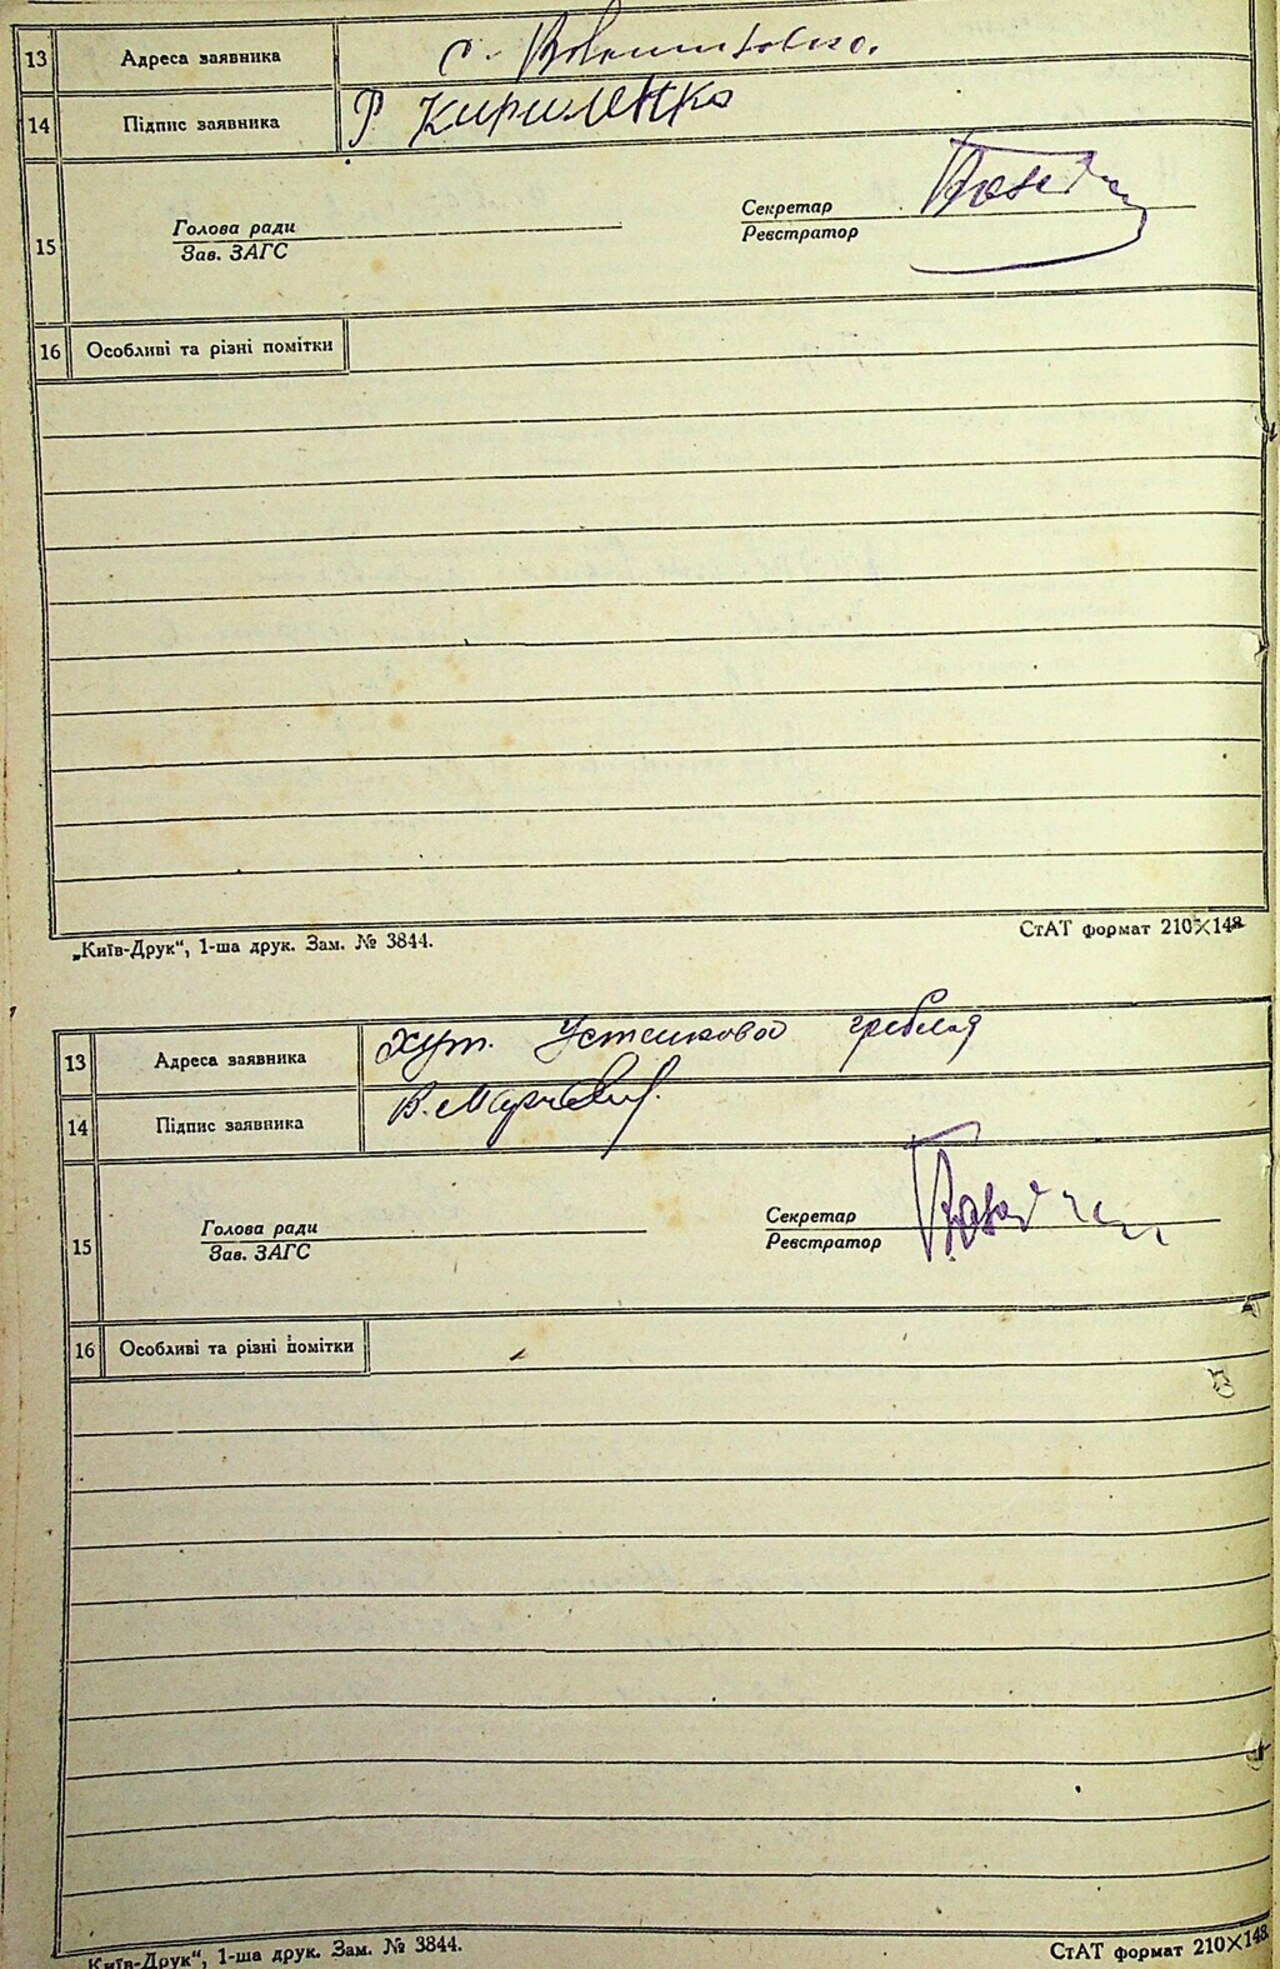 13 Адреса заявника с.
14 Підпис заявника Р Кириленко
15 Голова ради Секретар
Зав. ЗАГС Реєстратор
16 Особливі та різні помітки
„Київ-Друк“, 1-ша друк. Зам. № 3844. СтАТ формат 210×148
13 Адреса заявника хут. гребля
14 Підпис заявника В.
15 Голова ради Секретар
Зав. ЗАГС Реєстратор
16 Особливі та різні помітки
Київ-Друк“, 1-ша друк. Зам. № 3844. СтАТ формат 210×148